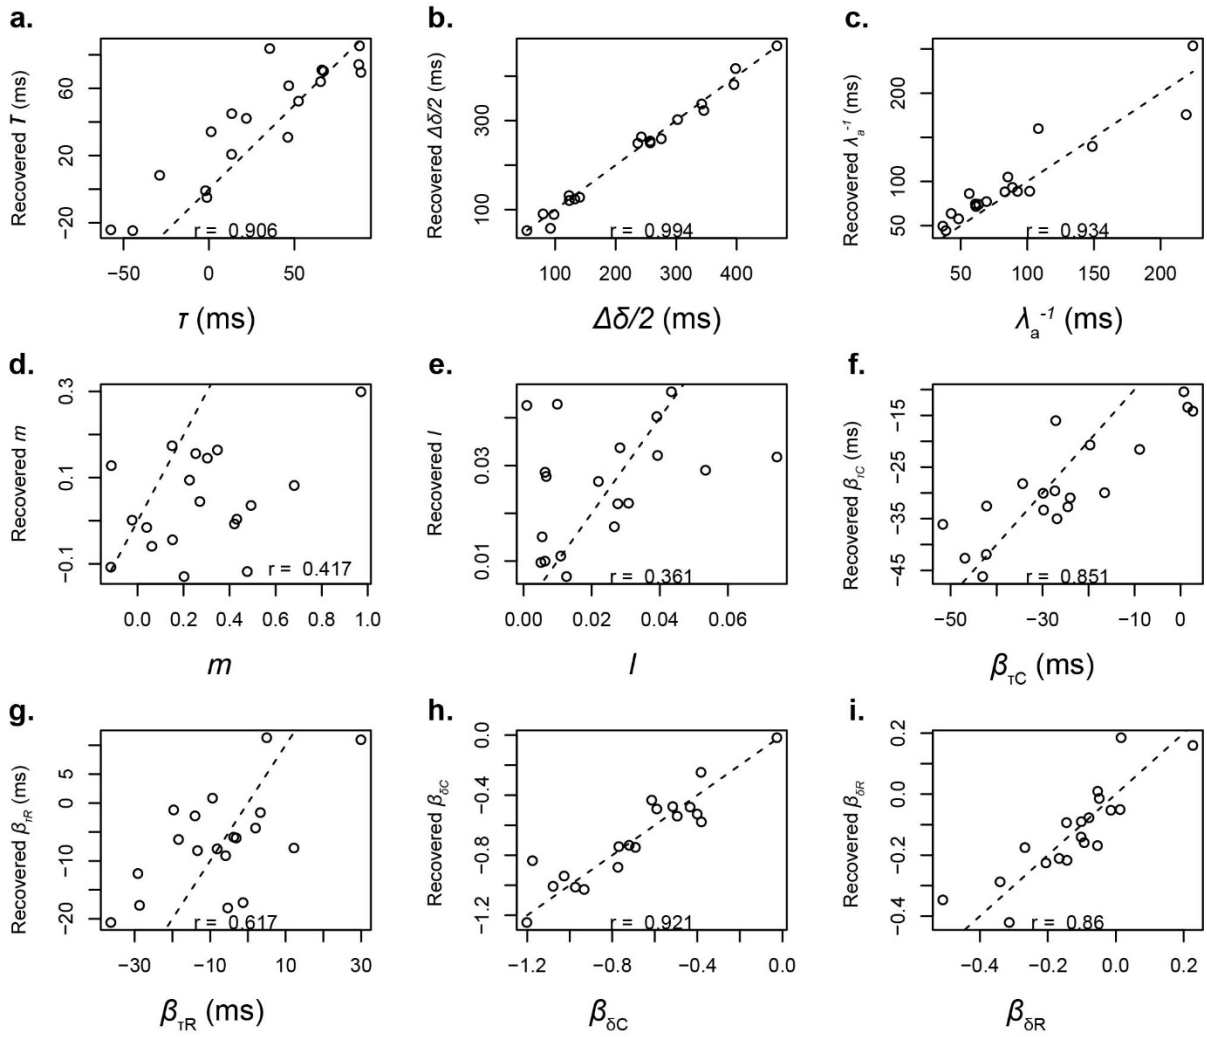 a.
Recovered T (ms)
−20
20
60
r = 0.906
−50
0
50
τ (ms)
b.
Recovered Δδ/2 (ms)
100
300
r = 0.994
100
200
300
400
Δδ/2 (ms)
c.
Recovered λa⁻¹ (ms)
50
100
200
r = 0.934
50
100
150
200
λa⁻¹ (ms)
d.
Recovered m
−0.1
0.1
0.3
r = 0.417
0.0
0.2
0.4
0.6
0.8
1.0
m
e.
Recovered l
0.01
0.03
r = 0.361
0.00
0.02
0.04
0.06
l
f.
Recovered βτC (ms)
−45
−35
−25
−15
r = 0.851
−50
−30
−10
0
βτC (ms)
g.
Recovered βτR (ms)
−20
−10
0
5
r = 0.617
−30
−10
10
30
βτR (ms)
h.
Recovered βδC
−1.2
−0.8
−0.4
0.0
r = 0.921
−1.2
−0.8
−0.4
0.0
βδC
i.
Recovered βδR
−0.4
−0.2
0.0
0.2
r = 0.86
−0.4
−0.2
0.0
0.2
βδR